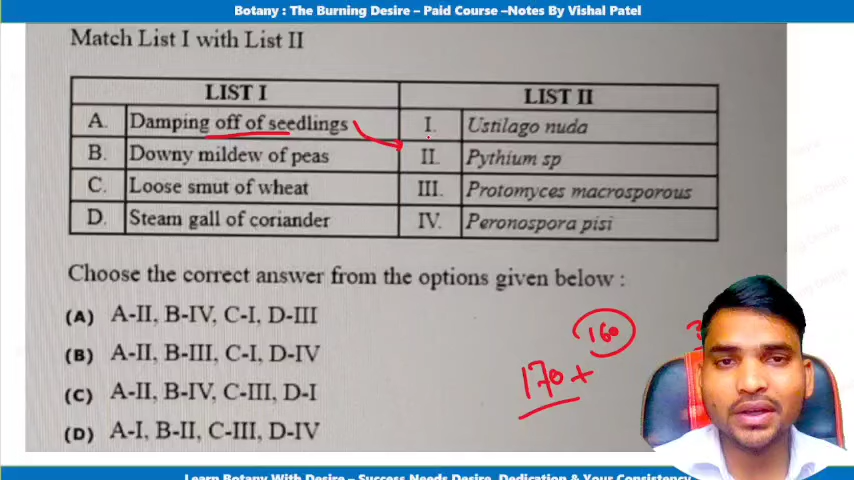 Botany : The Burning Desire – Paid Course –Notes By Vishal Patel
Match List I with List II
LIST I LIST II
A. Damping off of seedlings I. Ustilago nuda
B. Downy mildew of peas II. Pythium sp
C. Loose smut of wheat III. Protomyces macrosporous
D. Steam gall of coriander IV. Peronospora pisi
Choose the correct answer from the options given below :
(A) A-II, B-IV, C-I, D-III
(B) A-II, B-III, C-I, D-IV
(C) A-II, B-IV, C-III, D-I
(D) A-I, B-II, C-III, D-IV
160
170+
Learn Botany With Desire – Success Needs Desire, Dedication & Your Consistency